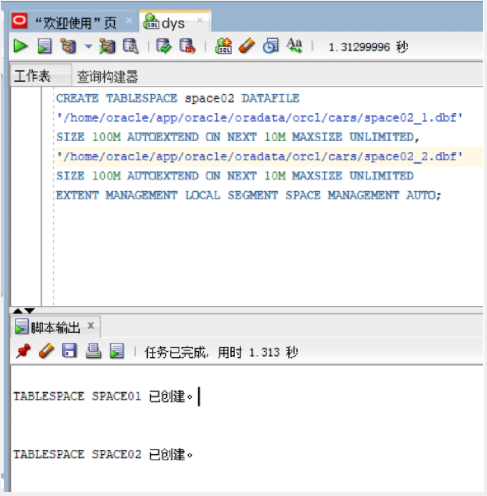 “欢迎使用”页
dys
1.31299996 秒
工作表 查询构建器
CREATE TABLESPACE space02 DATAFILE
'/home/oracle/app/oracle/oradata/orcl/cars/space02_1.dbf'
SIZE 100M AUTOEXTEND ON NEXT 10M MAXSIZE UNLIMITED,
'/home/oracle/app/oracle/oradata/orcl/cars/space02_2.dbf'
SIZE 100M AUTOEXTEND ON NEXT 10M MAXSIZE UNLIMITED
EXTENT MANAGEMENT LOCAL SEGMENT SPACE MANAGEMENT AUTO;
脚本输出 ×
任务已完成, 用时 1.313 秒
TABLESPACE SPACE01 已创建。
TABLESPACE SPACE02 已创建。